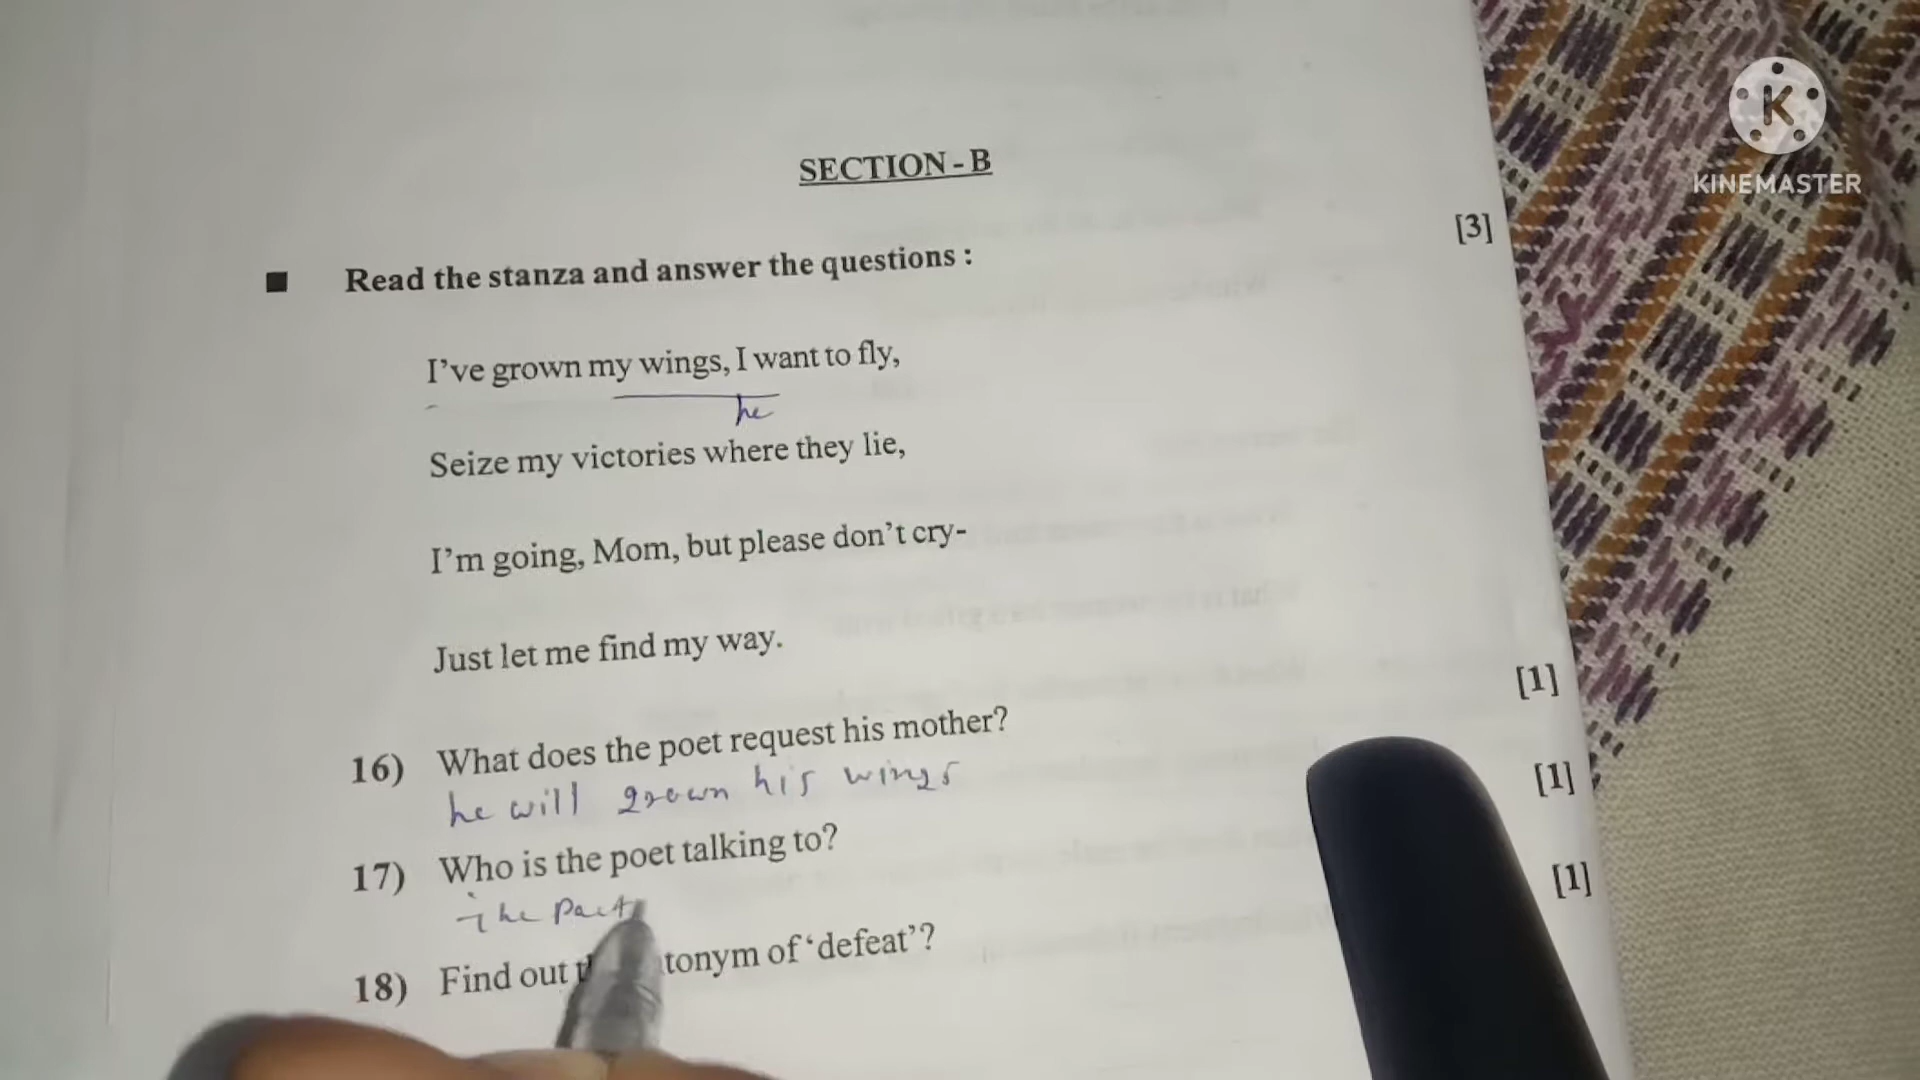 K
KINEMASTER
SECTION - B
[3]
■ Read the stanza and answer the questions :
I've grown my wings, I want to fly,
he
Seize my victories where they lie,
I'm going, Mom, but please don't cry-
Just let me find my way.
[1]
16) What does the poet request his mother?
he will grown his wings
[1]
17) Who is the poet talking to?
The
[1]
18) Find out tonym of 'defeat'?